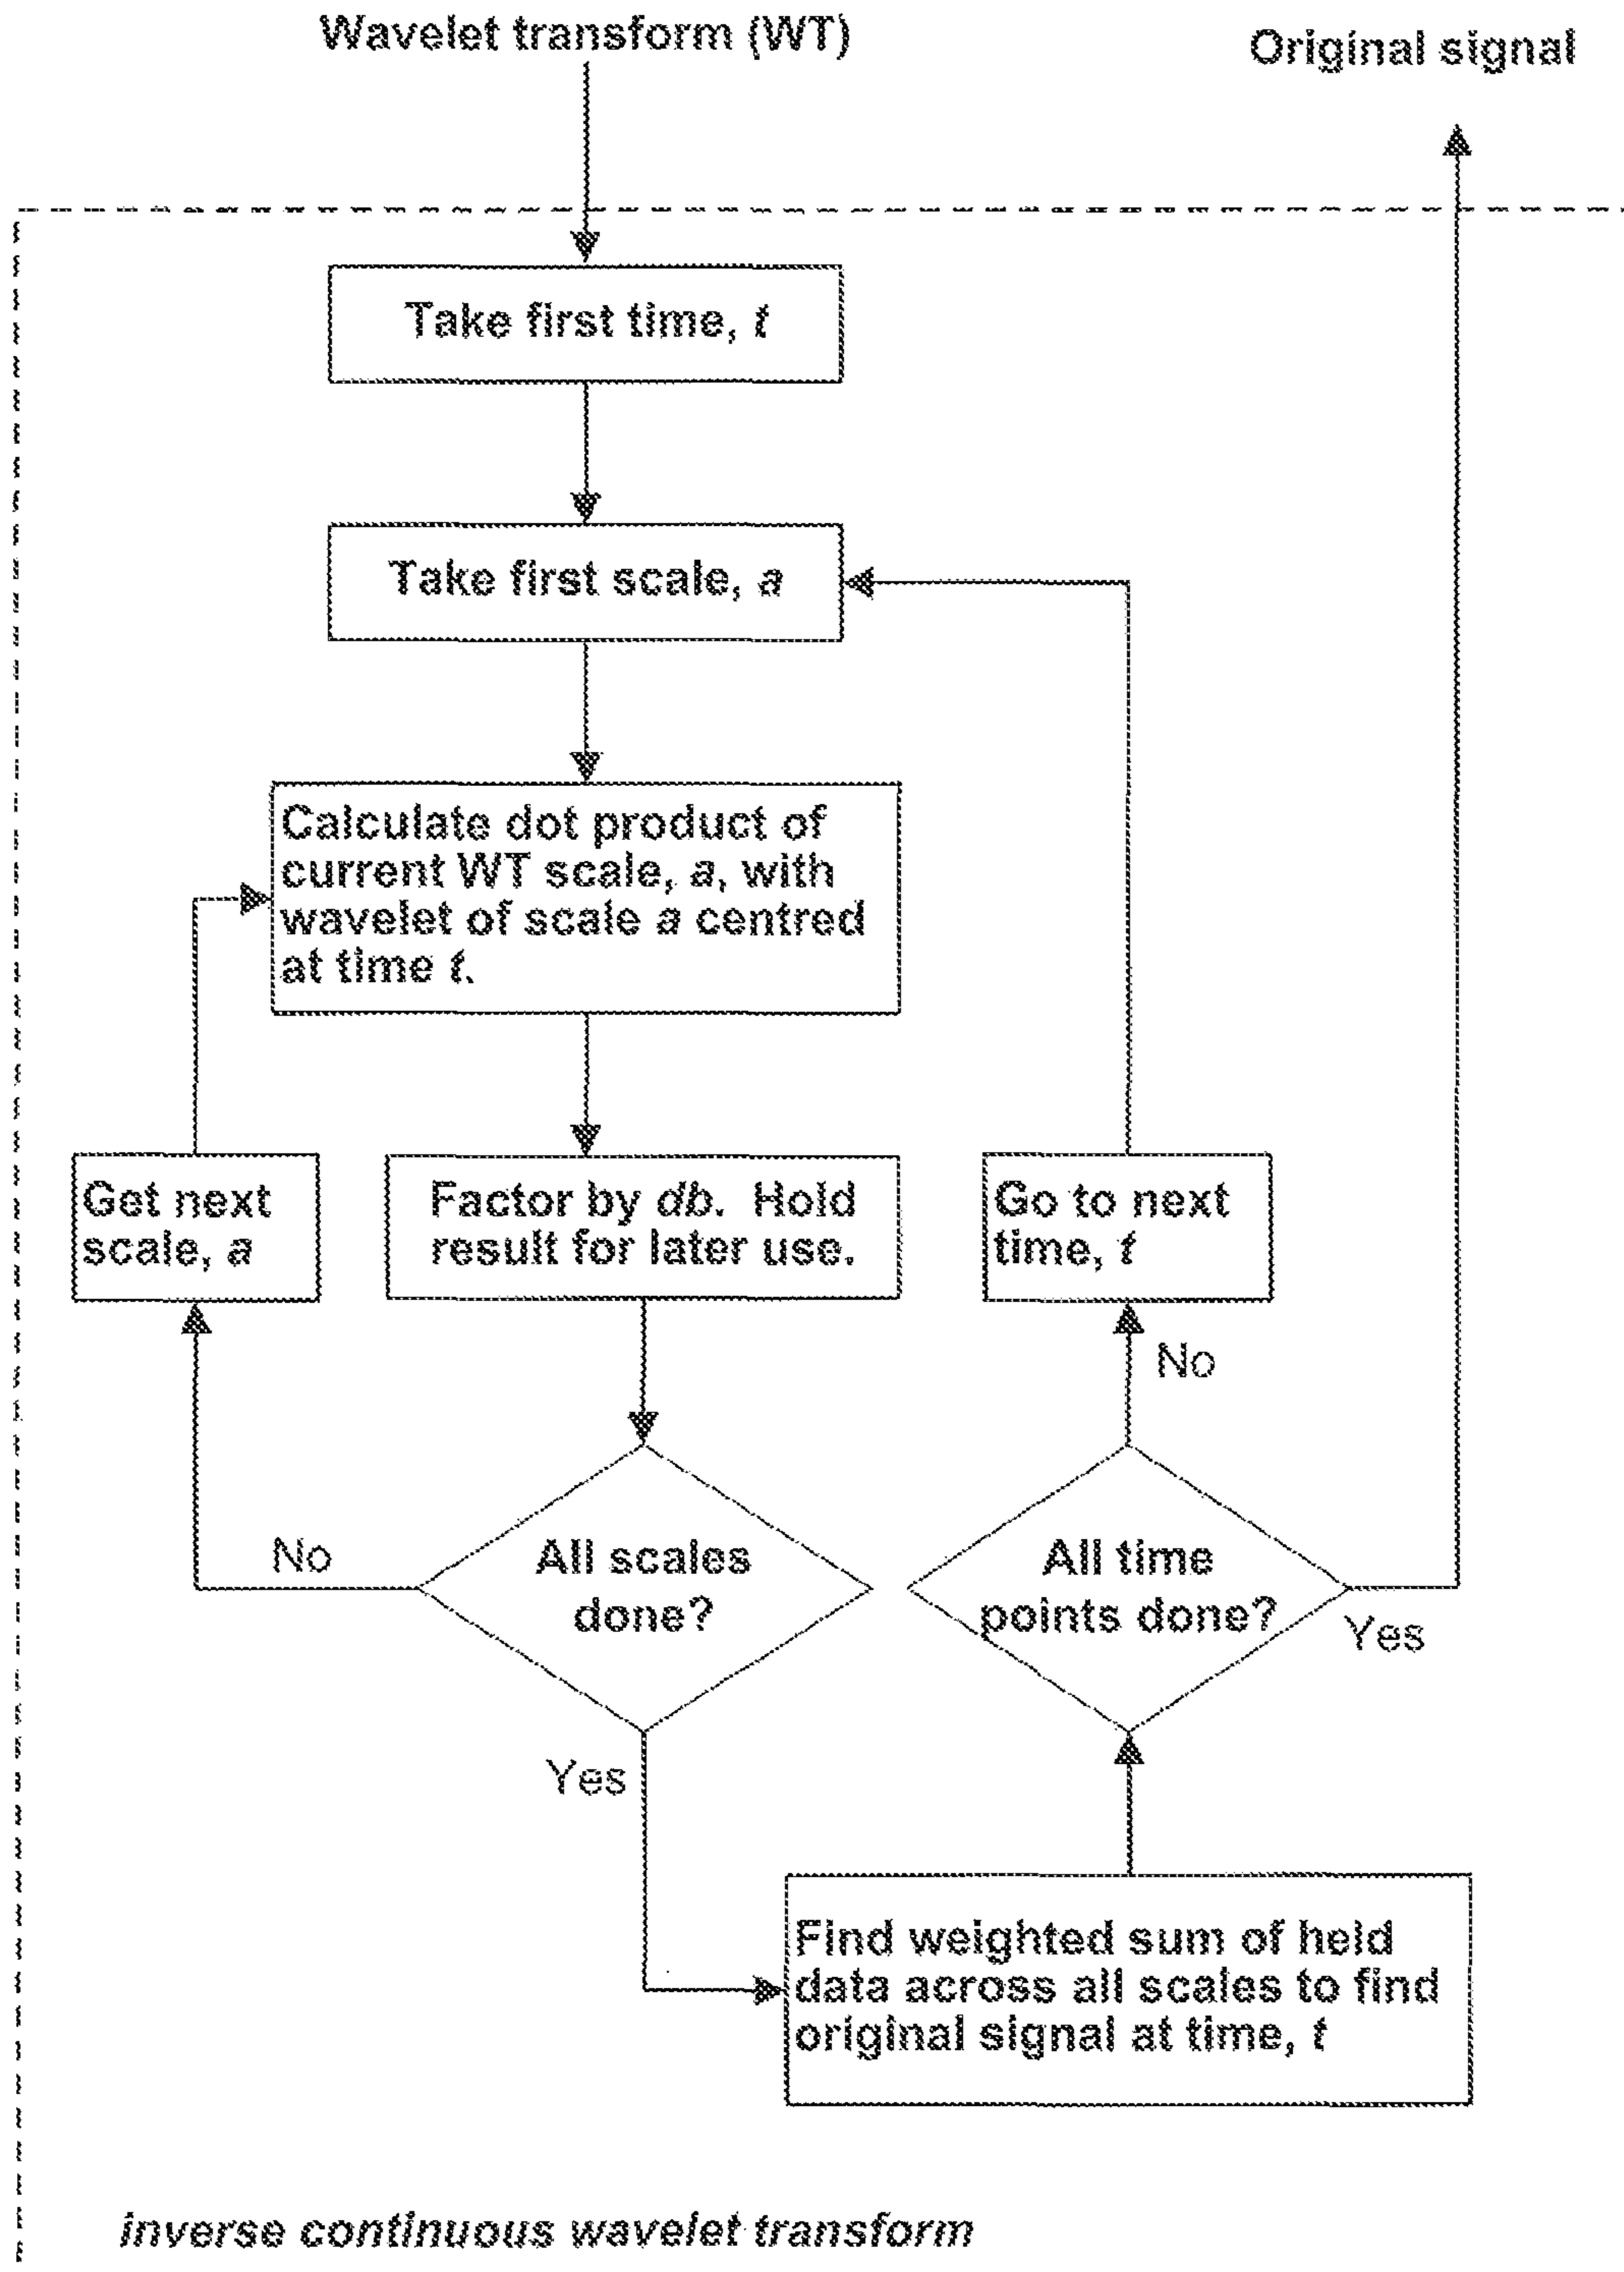 Wavelet transform (WT)
Original signal
Take first time, t
Take first scale, a
Calculate dot product of
current WT scale, a, with
wavelet of scale a centred
at time t.
Get next
scale, a
Factor by db. Hold
result for later use.
Go to next
time, t
No
No
All scales
done?
All time
points done?
Yes
Yes
Find weighted sum of held
data across all scales to find
original signal at time, t
inverse continuous wavelet transform